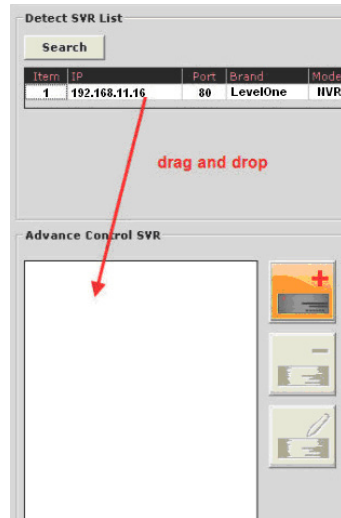 Detect SVR List
Search
Item IP Port Brand Mode
1 192.168.11.16 80 LevelOne NVR
drag and drop
Advance Control SVR